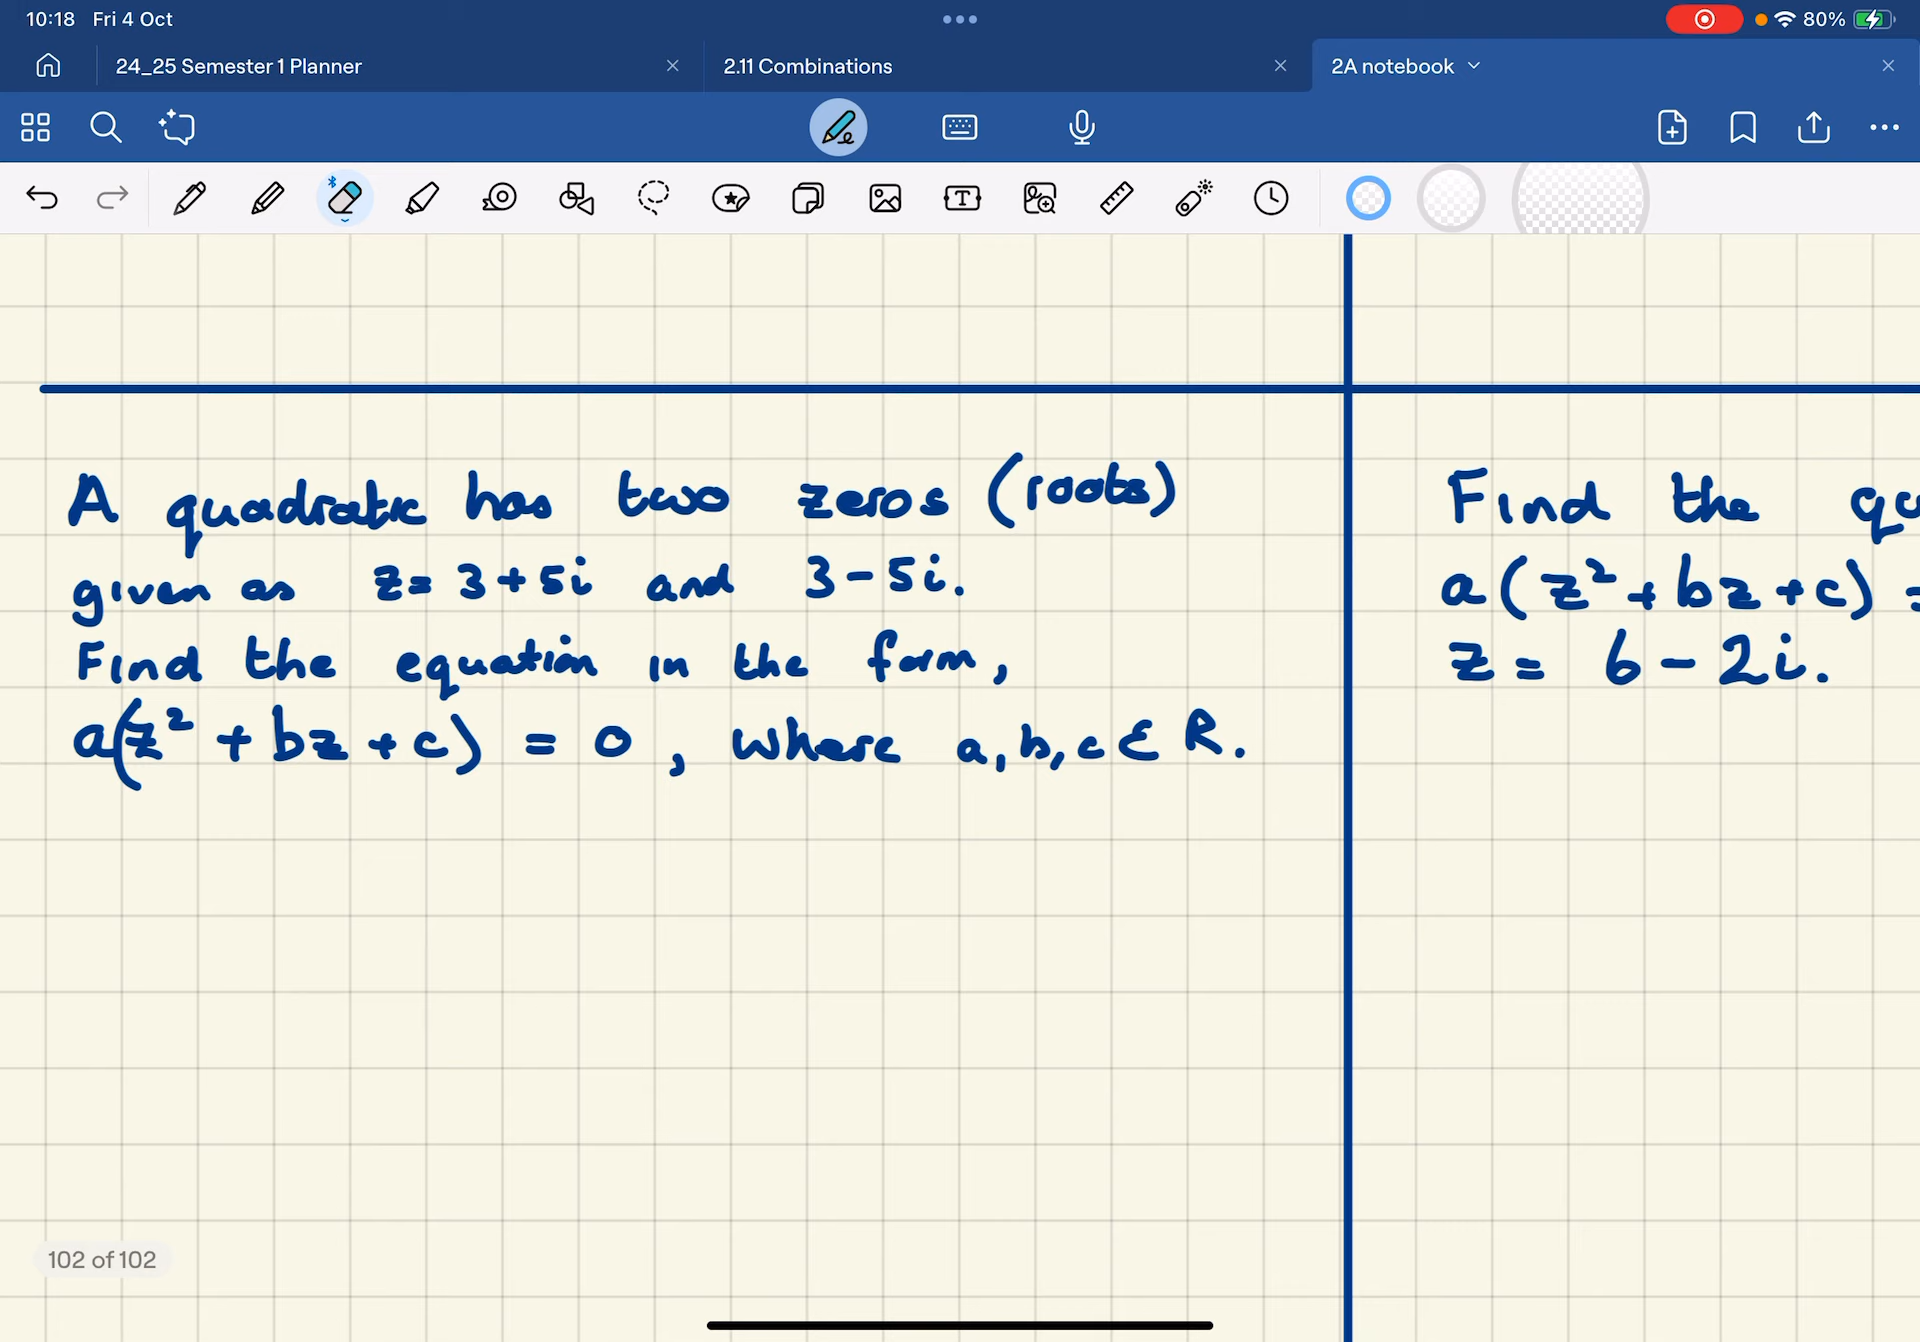 10:18 Fri 4 Oct
80%
24_25 Semester 1 Planner
2.11 Combinations
2A notebook
A quadratic has two zeros (roots)
given as z = 3 + 5i and 3 - 5i.
Find the equation in the form,
a(z² + bz + c) = 0, where a, b, c ∈ R.
Find the qu
a(z² + bz + c) =
z = 6 - 2i.
102 of 102